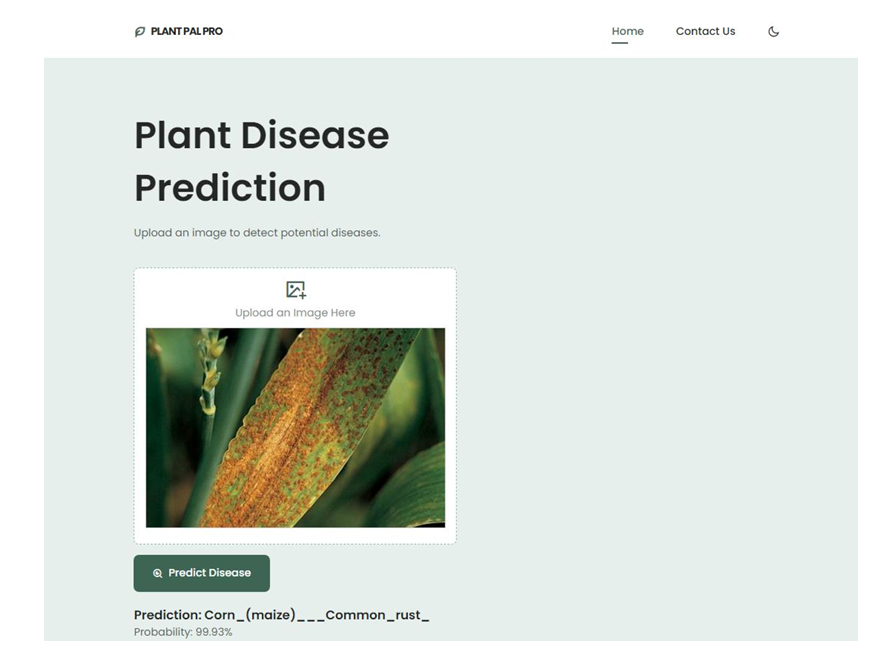 PLANT PAL PRO
Home
Contact Us
Plant Disease
Prediction
Upload an image to detect potential diseases.
Upload an Image Here
Predict Disease
Prediction: Corn_(maize)___Common_rust_
Probability: 99.93%